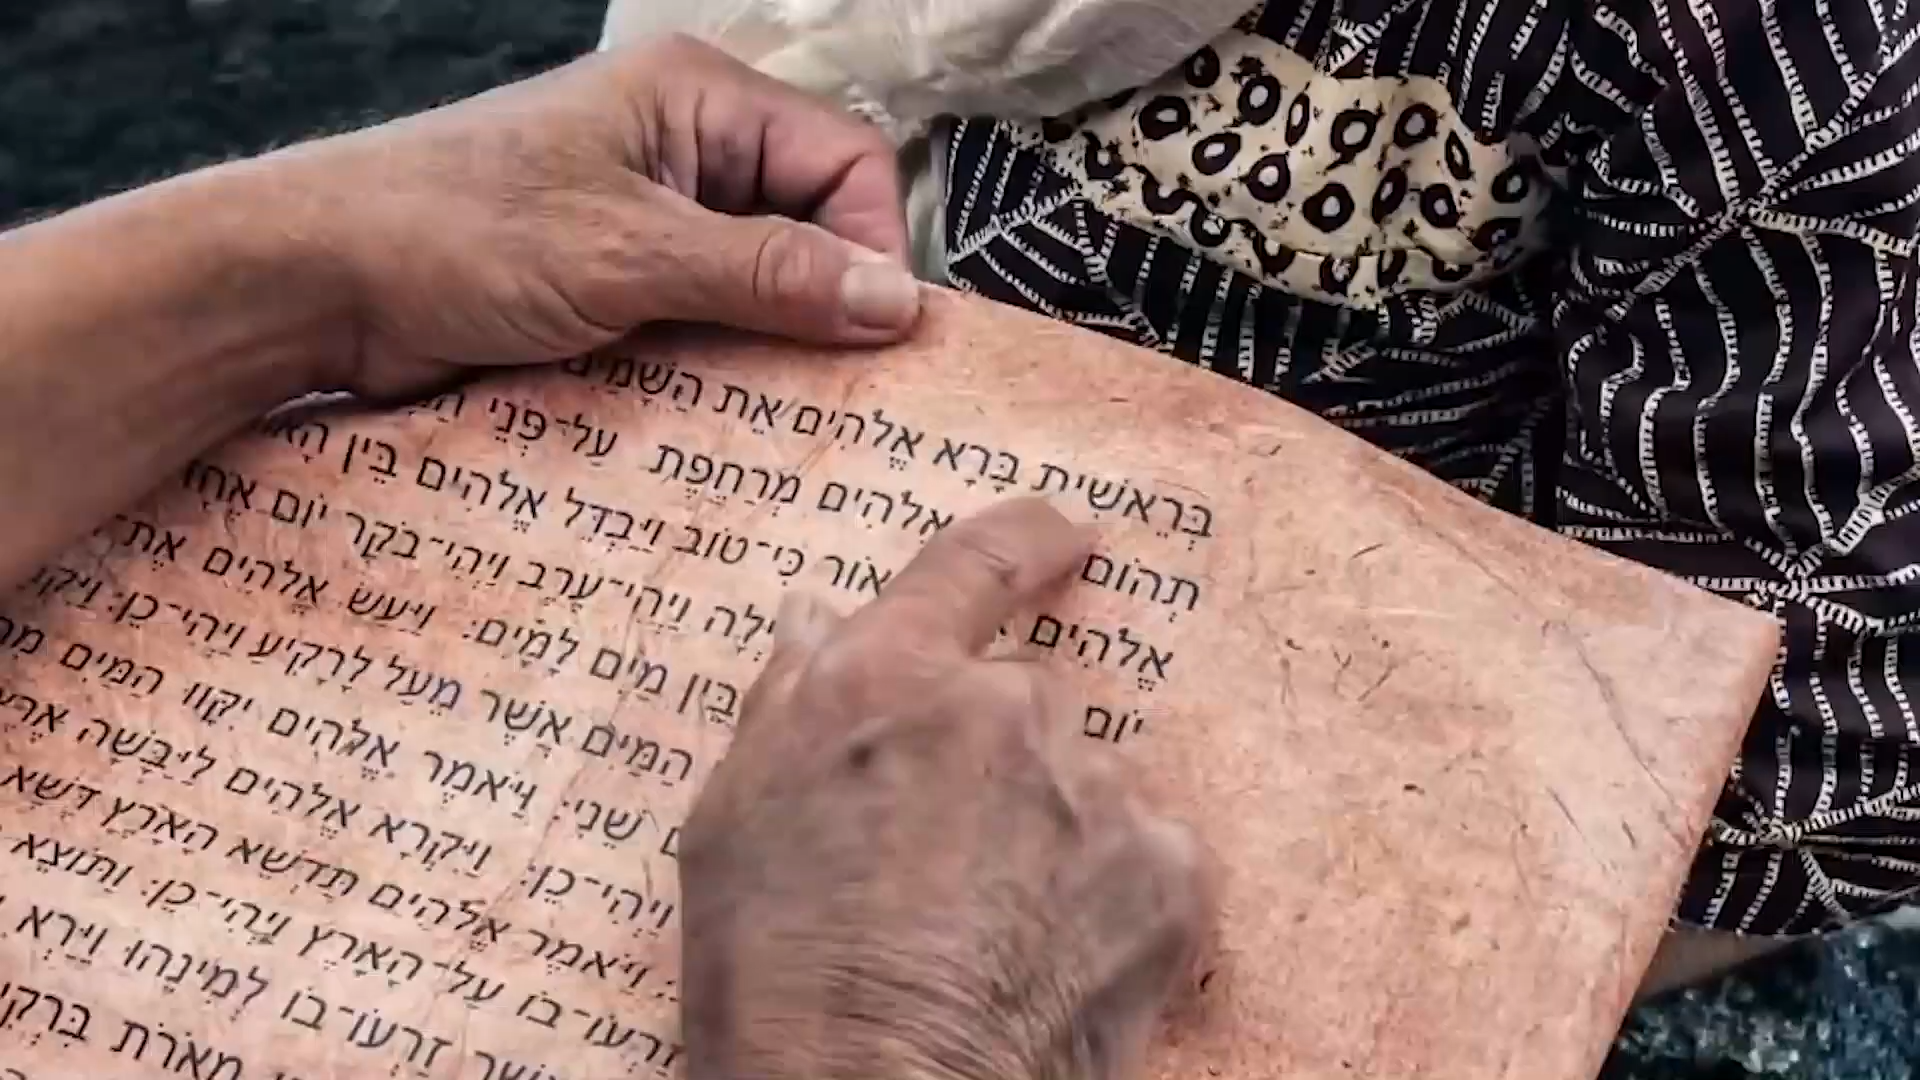 בְּרֵאשִׁית בָּרָא אֱלֹהִים אֵת הַשָּׁמַיִם
תְהוֹם אֱלֹהִים מְרַחֶפֶת עַל־פְּנֵי
אֱלֹהִים אוֹר כִּי־טוֹב וַיַּבְדֵּל אֱלֹהִים בֵּין
יוֹם וַיְהִי־עֶרֶב וַיְהִי־בֹקֶר יוֹם אֶחָד
בֵּין מַיִם לָמָיִם׃ וַיַּעַשׂ אֱלֹהִים אֶת־
הַמַּיִם אֲשֶׁר מֵעַל לָרָקִיעַ וַיְהִי־כֵן׃
שֵׁנִי׃ וַיֹּאמֶר אֱלֹהִים יִקָּווּ הַמַּיִם
וַיְהִי־כֵן׃ וַיִּקְרָא אֱלֹהִים לַיַּבָּשָׁה
וַיֹּאמֶר אֱלֹהִים תַּדְשֵׁא הָאָרֶץ דֶּשֶׁא
זַרְעוֹ־בוֹ עַל־הָאָרֶץ וַיְהִי־כֵן׃ וַתּוֹצֵא
זַרְעוֹ־בוֹ לְמִינֵהוּ וַיַּרְא
מְאֹרֹת